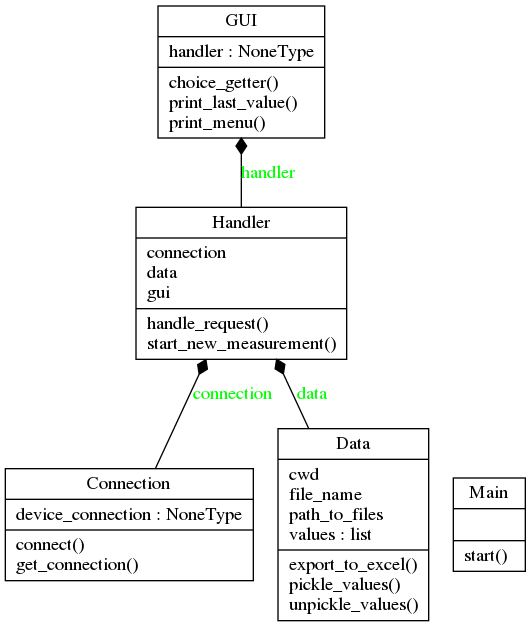 GUI
handler : NoneType
choice_getter()
print_last_value()
print_menu()
handler
Handler
connection
data
gui
handle_request()
start_new_measurement()
connection
data
Connection
device_connection : NoneType
connect()
get_connection()
Data
cwd
file_name
path_to_files
values : list
export_to_excel()
pickle_values()
unpickle_values()
Main
start()